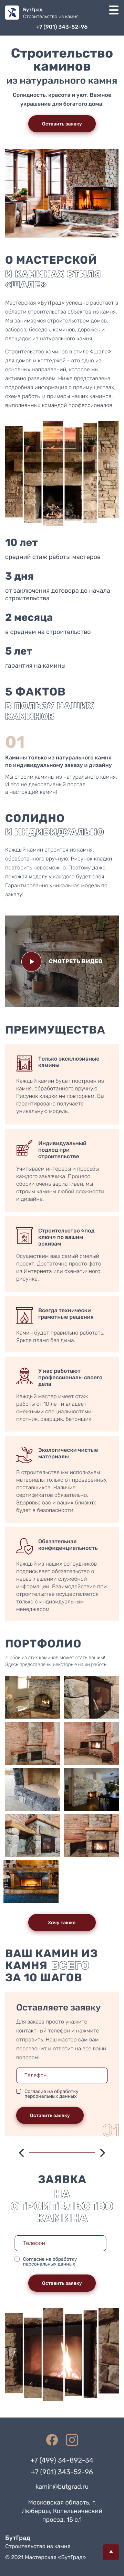 БутГрад
Строительство из камня
+7 (901) 343-52-96
Строительство
каминов
из натурального камня
Солидность, красота и уют. Важное
украшение для богатого дома!
Оставить заявку
О МАСТЕРСКОЙ
И КАМИНАХ СТИЛЯ
«ШАЛЕ»
Мастерская «БутГрад» успешно работает в
области строительства объектов из камня.
Мы занимаемся строительством домов,
заборов, беседок, каминов, дорожек и
площадок из натурального камня.
Строительство каминов в стиле «Шале»
для домов и коттеджей - это одно из
основных направлений, которое мы
активно развиваем. Ниже представлена
подробная информация о преимуществах,
схема работы и примеры наших каминов,
выполненных командой профессионалов.
10 лет
средний стаж работы мастеров
3 дня
от заключения договора до начала
строительства
2 месяца
в среднем на строительство
5 лет
гарантия на камины
5 ФАКТОВ
В ПОЛЬЗУ НАШИХ
КАМИНОВ
01
Камины только из натурального камня
по индивидуальному заказу и дизайну
Мы строим камины из натурального камня.
И это не декоративный портал,
а настоящий камин!
СОЛИДНО
И ИНДИВИДУАЛЬНО
Каждый камин строится из камня,
обработанного вручную. Рисунок кладки
повторить невозможно. Поэтому даже
похожая модель у каждого будет своя.
Гарантированно уникальная модель по
заказу!
СМОТРЕТЬ ВИДЕО
ПРЕИМУЩЕСТВА
Только эксклюзивные
камины
Каждый камин будет построен из
камня, обработанного вручную.
Рисунок кладки не повторяем. Вы
гарантировано получаете
уникальную модель.
Индивидуальный
подход при
строительстве
Учитываем интересы и просьбы
каждого заказчика. Процесс
сборки очень вариативен, мы
строим камины любой сложности
и дизайна.
Строительство «под
ключ» по вашим
эскизам
Осуществим ваш самый смелый
проект. Достаточно просто фото
из Интернета или схематичного
рисунка.
Всегда технически
грамотные решения
Камин будет правильно работать.
Яркое пламя без дыма.
У нас работают
профессионалы своего
дела
Каждый мастер имеет стаж
работы от 10 лет и владеет
смежными специальностями:
плотник, сварщик, бетонщик.
Экологически чистые
материалы
В строительстве мы используем
материалы только от проверенных
поставщиков. Наличие
сертификатов обязательно.
Здоровье вас и ваших близких
будет в безопасности.
Обязательная
конфиденциальность
Каждый из наших сотрудников
подписывает обязательство о
неразглашении служебной
информации. Взаимодействие при
строительстве осуществляется
только с индивидуальным
менеджером.
ПОРТФОЛИО
Любой из этих каминов может стать вашим!
Здесь представлены некоторые наши работы.
Хочу также
ВАШ КАМИН ИЗ
КАМНЯ ВСЕГО
ЗА 10 ШАГОВ
Оставляете заявку
Для заказа просто укажите
контактный телефон и нажмите
отправить. Наш мастер сам вам
перезвонит и ответит на все ваши
вопросы!
Телефон
Согласие на обработку
персональных данных
Оставить заявку
01
ЗАЯВКА
НА
СТРОИТЕЛЬСТВО
КАМИНА
Телефон
Согласие на обработку
персональных данных
Оставить заявку
+7 (499) 34-892-34
+7 (901) 343-52-96
kamin@butgrad.ru
Московская область, г.
Люберцы, Котельнический
проезд, 15 с.1
БутГрад
Строительство из камня
© 2021 Мастерская «БутГрад»